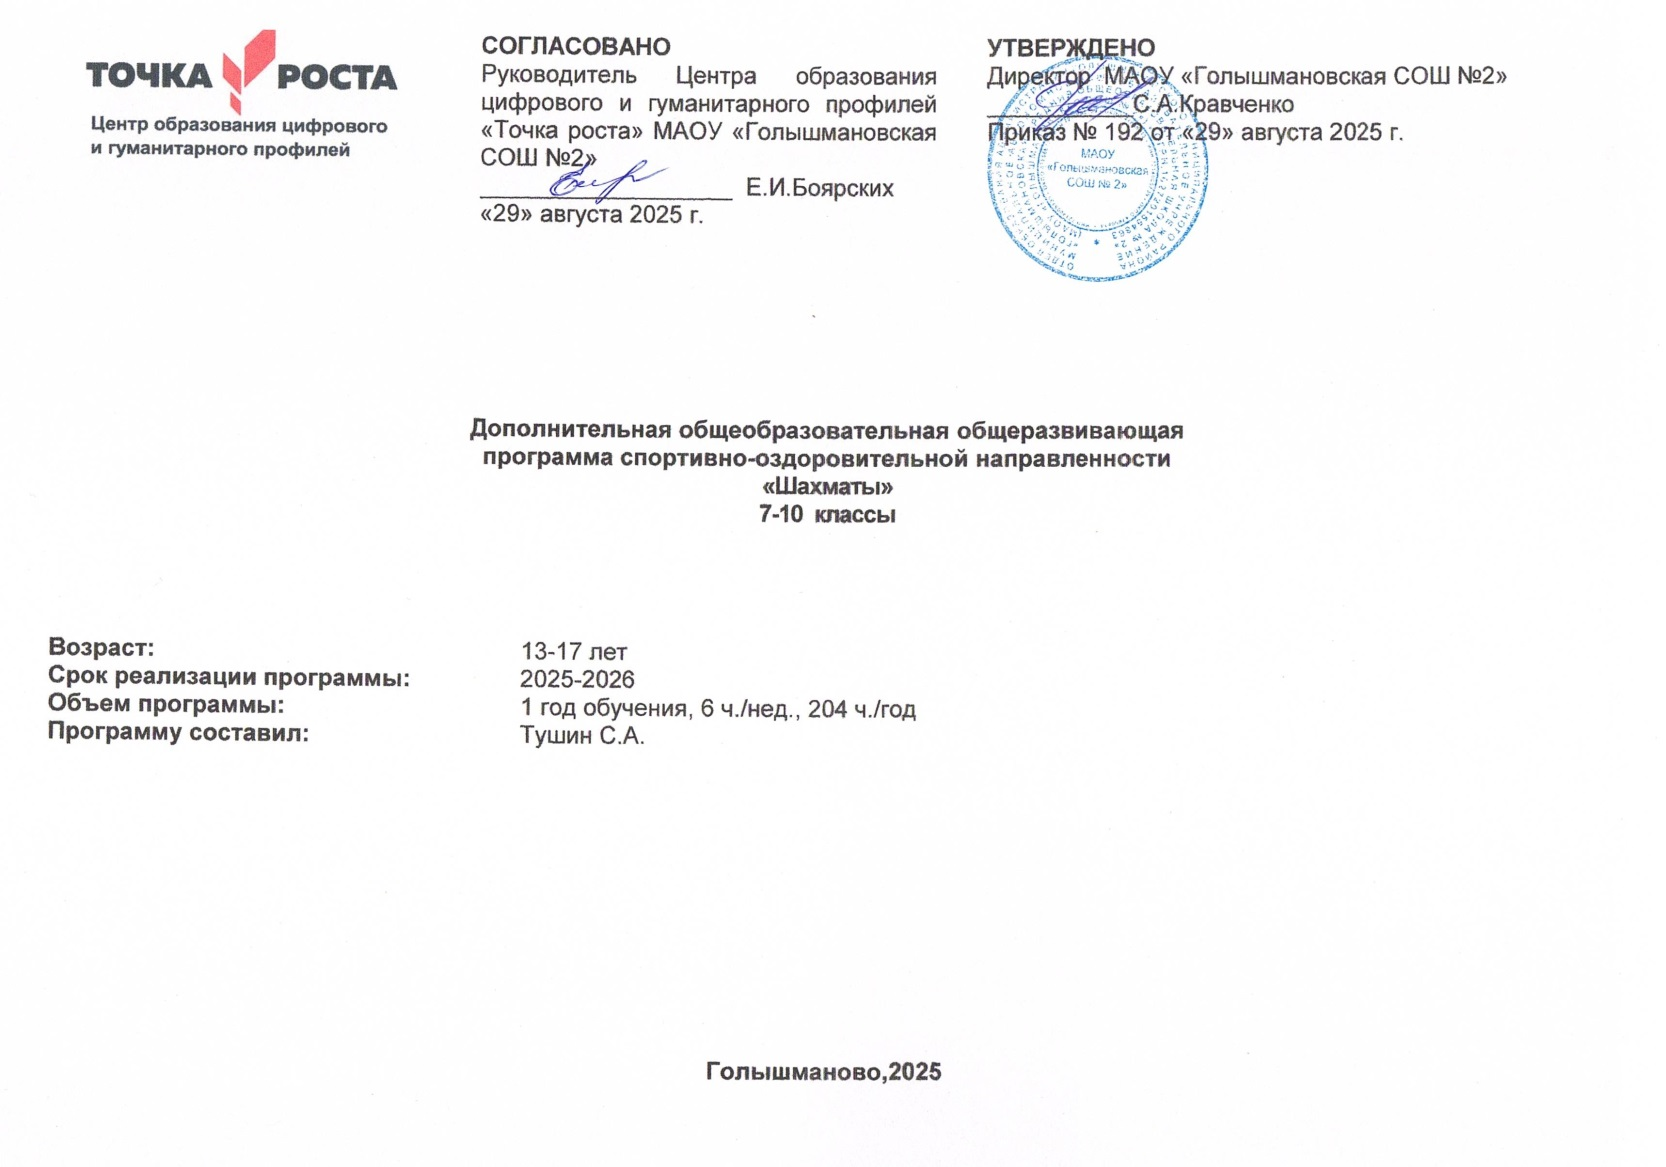 ТОЧКА РОСТА
Центр образования цифрового
и гуманитарного профилей
СОГЛАСОВАНО
Руководитель Центра образования
цифрового и гуманитарного профилей
«Точка роста» МАОУ «Голышмановская
СОШ №2»
Е.И.Боярских
«29» августа 2025 г.
УТВЕРЖДЕНО
Директор МАОУ «Голышмановская СОШ №2»
С.А.Кравченко
Приказ № 192 от «29» августа 2025 г.
МАОУ
«Голышмановская
СОШ № 2»
Дополнительная общеобразовательная общеразвивающая
программа спортивно-оздоровительной направленности
«Шахматы»
7-10 классы
Возраст: 13-17 лет
Срок реализации программы: 2025-2026
Объем программы: 1 год обучения, 6 ч./нед., 204 ч./год
Программу составил: Тушин С.А.
Голышманово,2025